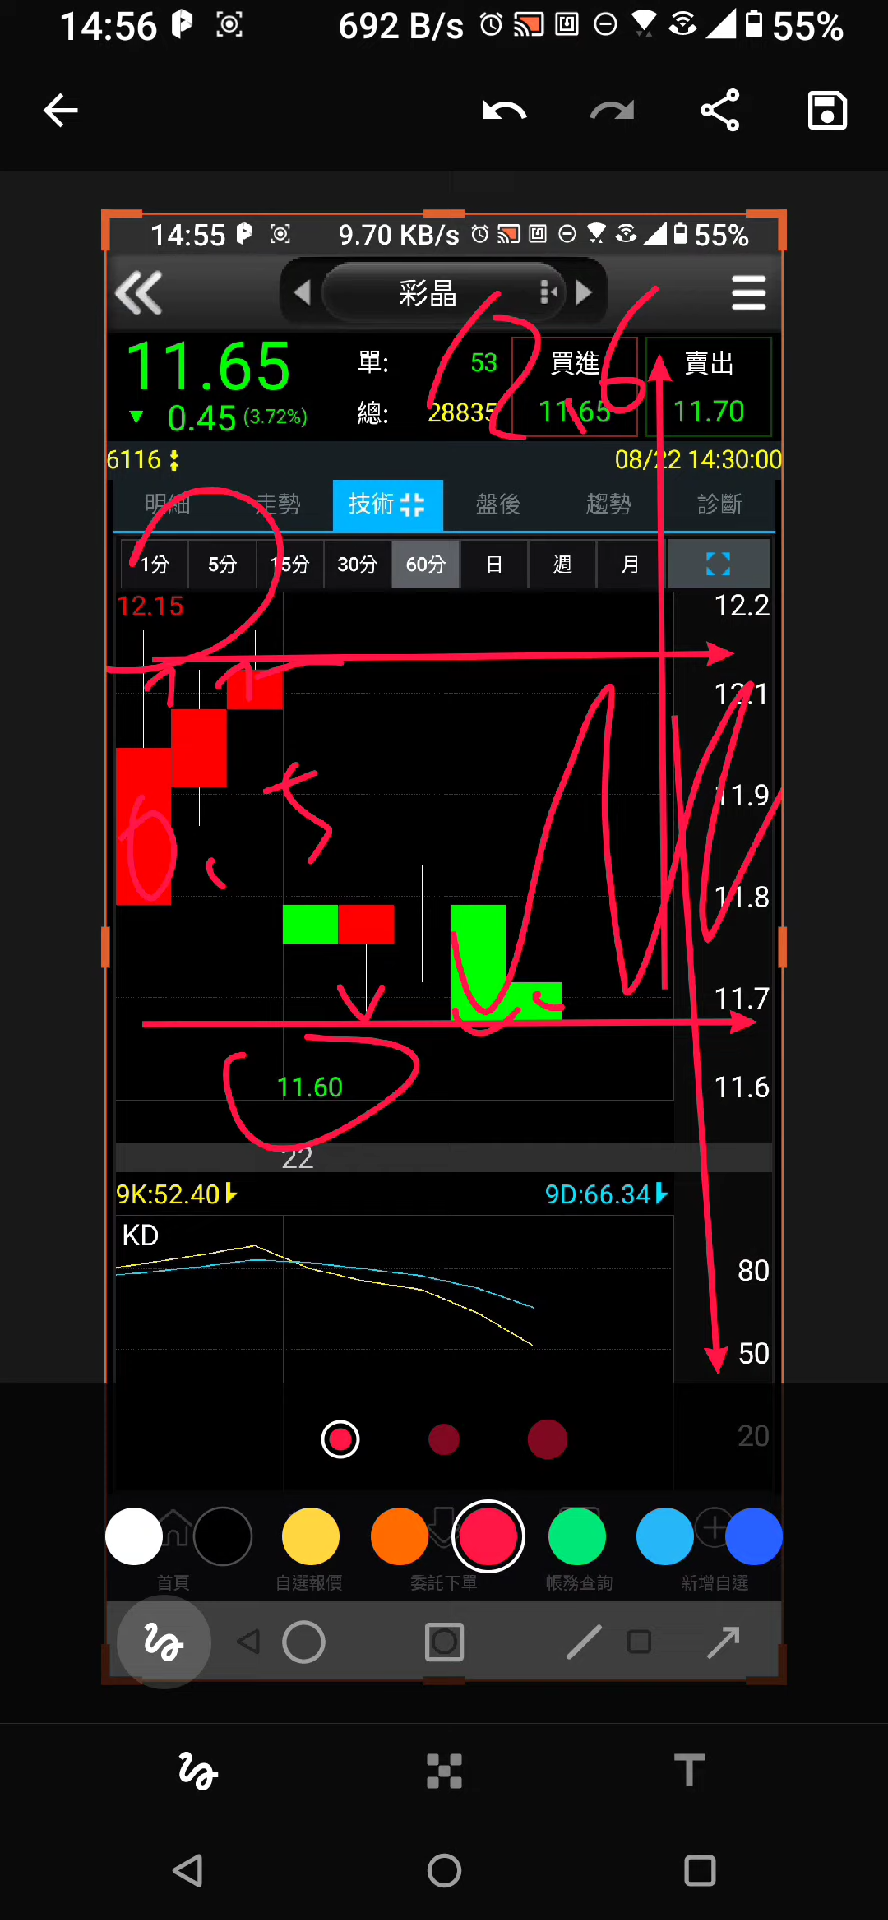 14:56 692 B/s 55%
14:55 9.70 KB/s 55%
彩晶
11.65 單: 53 買進 賣出
▼ 0.45 (3.72%) 總: 28835 11.65 11.70
6116 08/22 14:30:00
明細 走勢 技術 盤後 趨勢 診斷
1分 5分 15分 30分 60分 日 週 月
12.15 12.2
12.1
11.9
11.8
11.7
11.60 11.6
22
9K:52.40 9D:66.34
KD
80
50
20
首頁 自選報價 委託下單 帳務查詢 新增自選
12.6
0.5
T